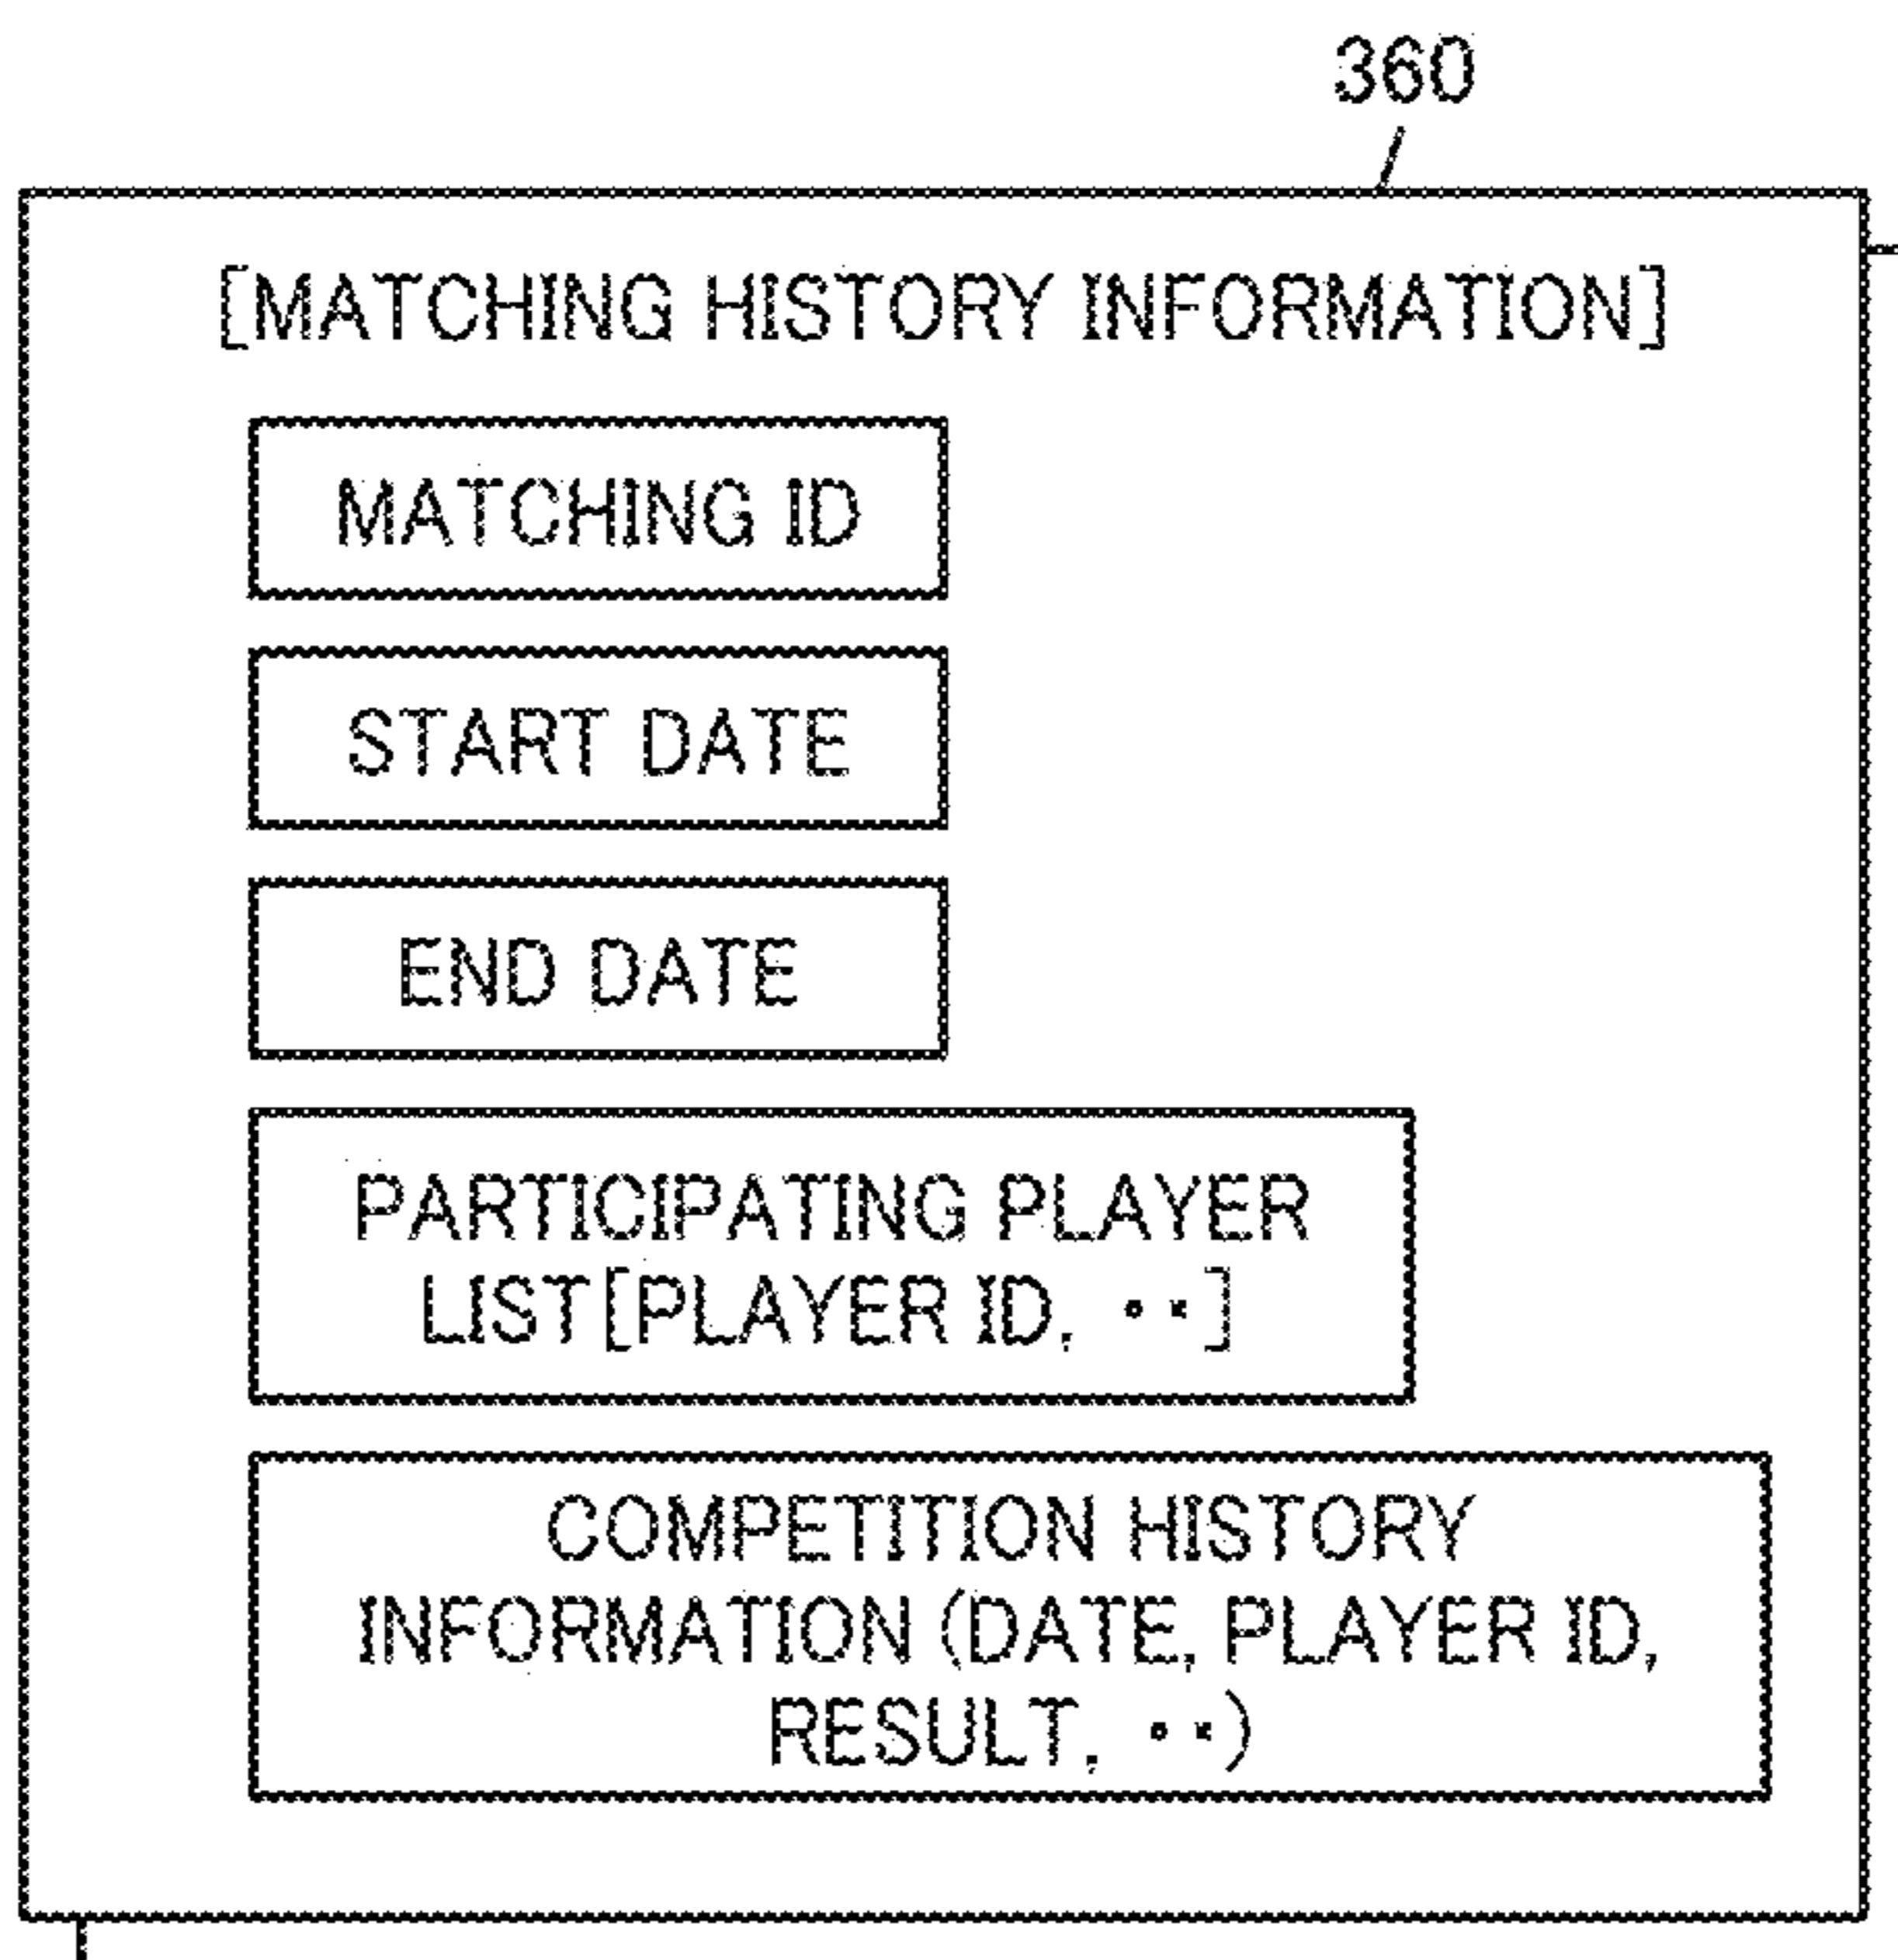 360
[MATCHING HISTORY INFORMATION]
MATCHING ID
START DATE
END DATE
PARTICIPATING PLAYER
LIST[PLAYER ID, ・・]
COMPETITION HISTORY
INFORMATION (DATE, PLAYER ID,
RESULT, ・・)